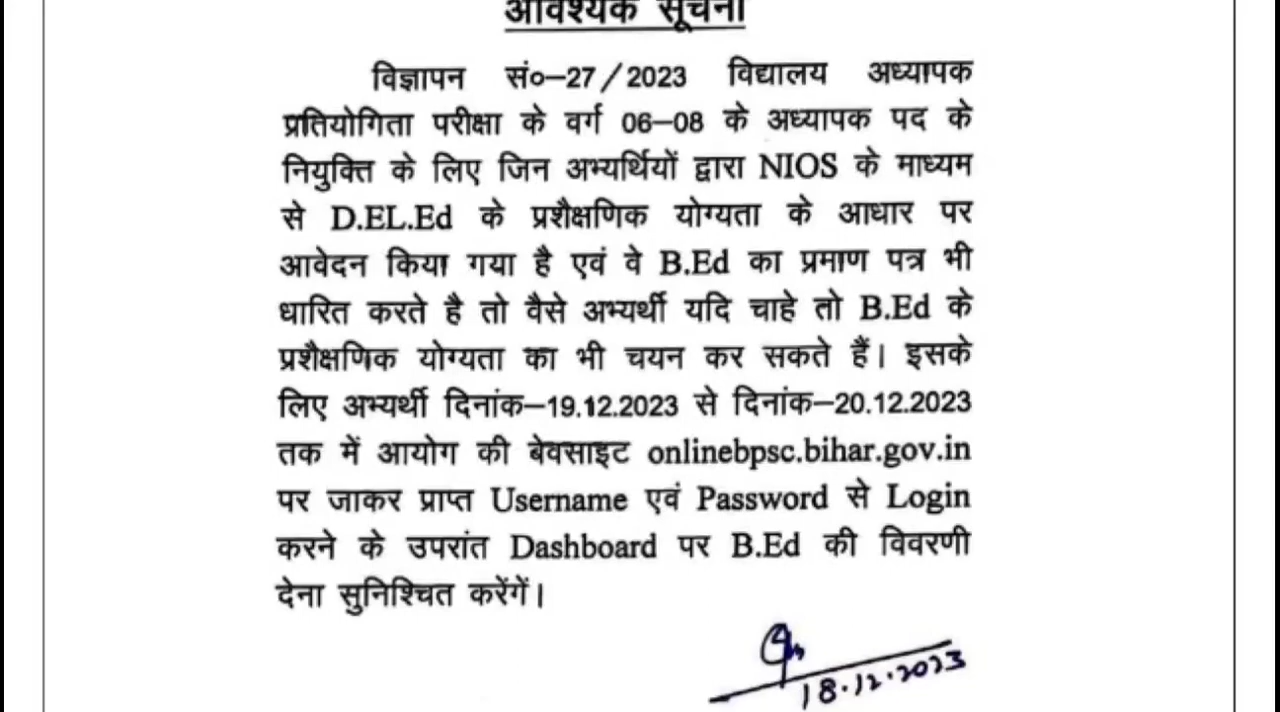 आवश्यक सूचना
विज्ञापन सं०–27/2023 विद्यालय अध्यापक
प्रतियोगिता परीक्षा के वर्ग 06–08 के अध्यापक पद के
नियुक्ति के लिए जिन अभ्यर्थियों द्वारा NIOS के माध्यम
से D.EL.Ed के प्रशैक्षणिक योग्यता के आधार पर
आवेदन किया गया है एवं वे B.Ed का प्रमाण पत्र भी
धारित करते है तो वैसे अभ्यर्थी यदि चाहे तो B.Ed के
प्रशैक्षणिक योग्यता का भी चयन कर सकते हैं। इसके
लिए अभ्यर्थी दिनांक–19.12.2023 से दिनांक–20.12.2023
तक में आयोग की बेवसाइट onlinebpsc.bihar.gov.in
पर जाकर प्राप्त Username एवं Password से Login
करने के उपरांत Dashboard पर B.Ed की विवरणी
देना सुनिश्चित करेंगें।
18.12.2023